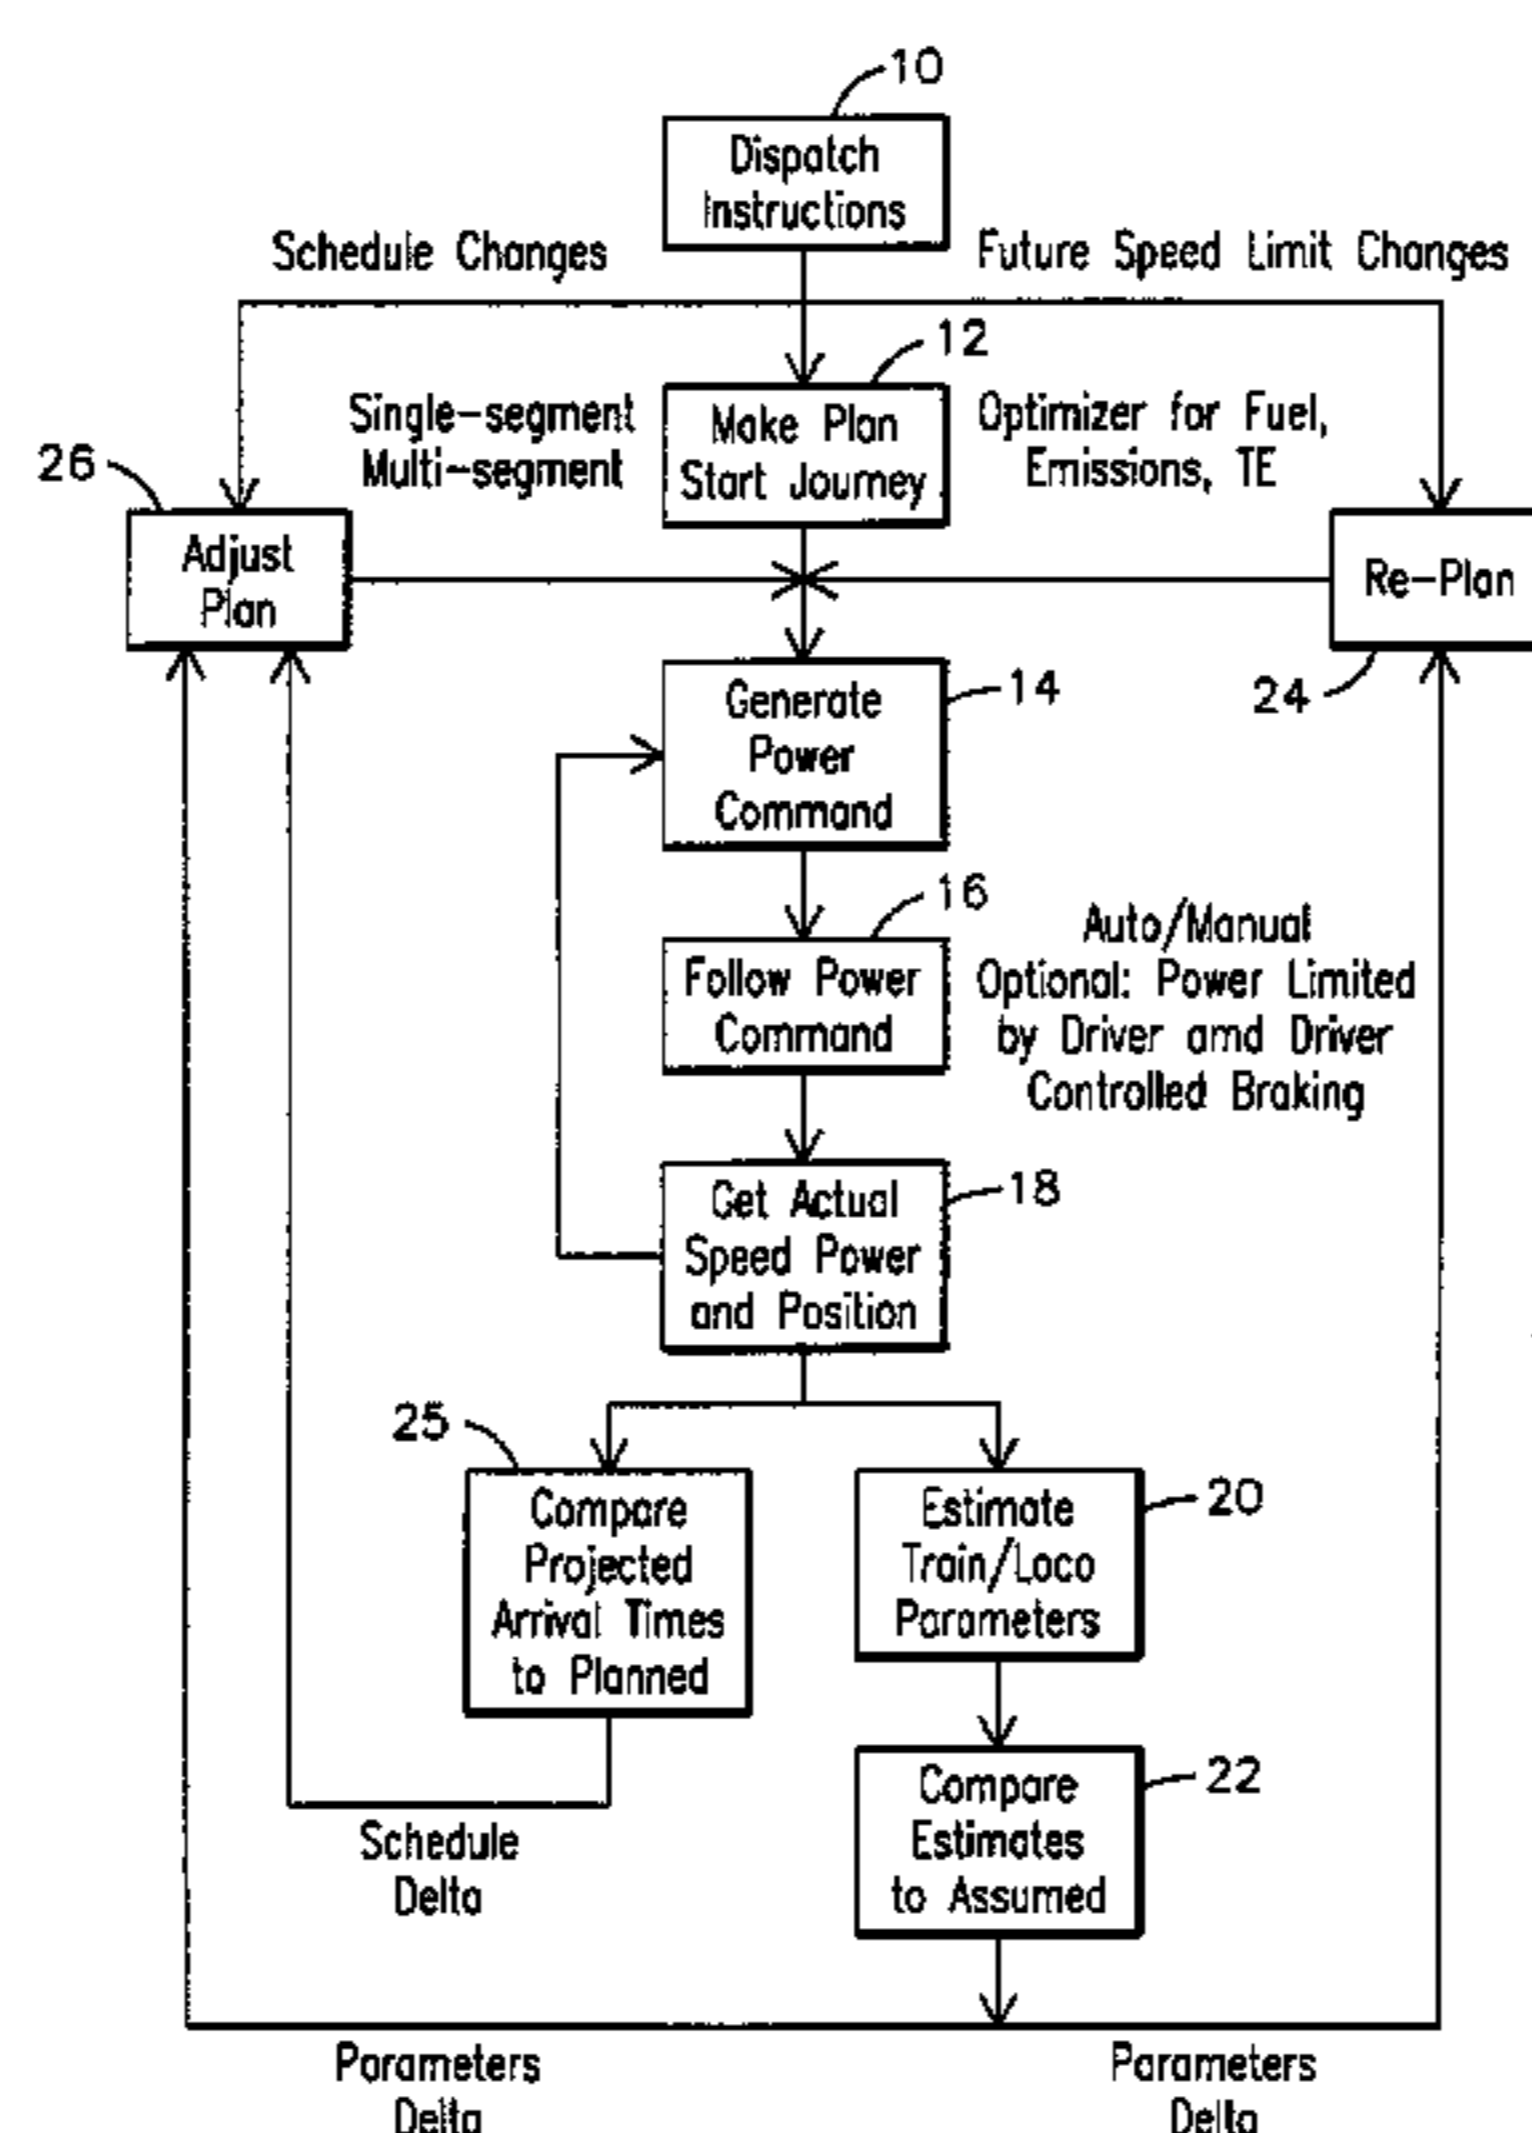 10
Dispatch
Instructions
Schedule Changes
Future Speed Limit Changes
12
Single-segment
Multi-segment
Make Plan
Start Journey
Optimizer for Fuel,
Emissions, TE
26
Adjust
Plan
Re-Plan
24
Generate
Power
Command
14
16
Follow Power
Command
Auto/Manual
Optional: Power Limited
by Driver amd Driver
Controlled Braking
Get Actual
Speed Power
and Position
18
25
Compare
Projected
Arrival Times
to Planned
Estimate
Train/Loco
Parameters
20
Compare
Estimates
to Assumed
22
Schedule
Delta
Parameters
Delta
Parameters
Delta